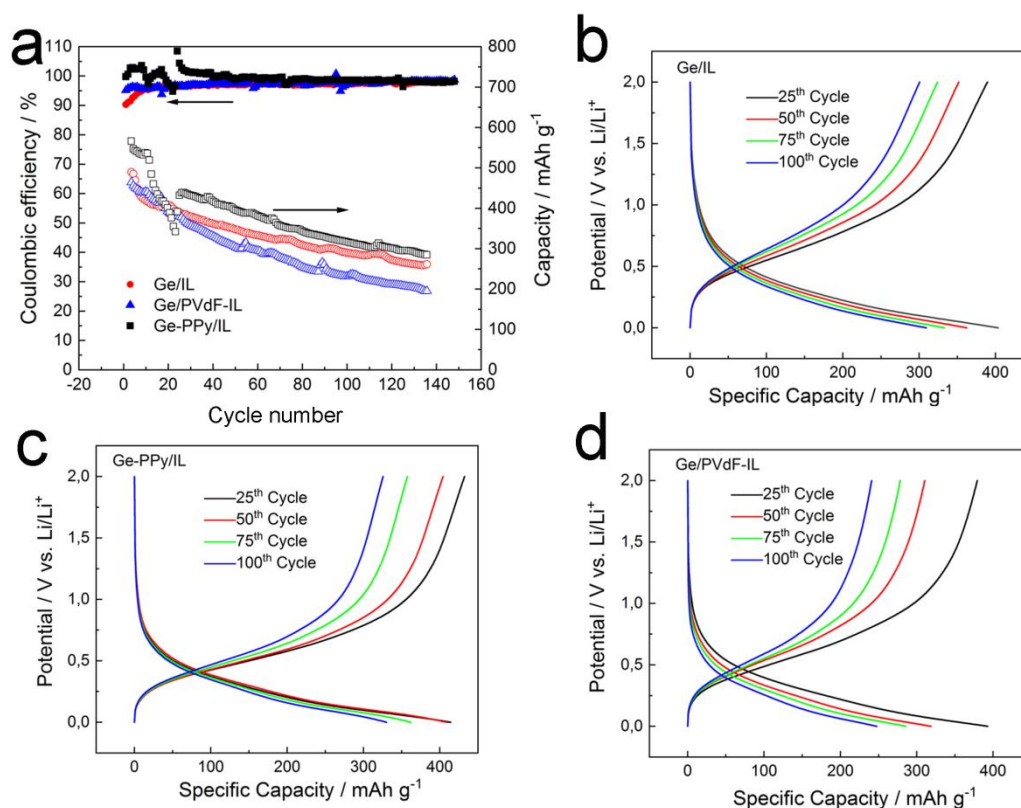 a
110
100
90
80
70
60
50
40
30
20
10
0
Coulombic efficiency / %
800
700
600
500
400
300
200
100
0
Capacity / mAh g⁻¹
Ge/IL
Ge/PVdF-IL
Ge-PPy/IL
-20 0 20 40 60 80 100 120 140 160
Cycle number
b
Ge/IL
25th Cycle
50th Cycle
75th Cycle
100th Cycle
2,0
1,5
1,0
0,5
0,0
Potential / V vs. Li/Li⁺
0 100 200 300 400
Specific Capacity / mAh g⁻¹
c
Ge-PPy/IL
25th Cycle
50th Cycle
75th Cycle
100th Cycle
2,0
1,5
1,0
0,5
0,0
Potential / V vs. Li/Li⁺
0 100 200 300 400
Specific Capacity / mAh g⁻¹
d
Ge/PVdF-IL
25th Cycle
50th Cycle
75th Cycle
100th Cycle
2,0
1,5
1,0
0,5
0,0
Potential / V vs. Li/Li⁺
0 100 200 300 400
Specific Capacity / mAh g⁻¹